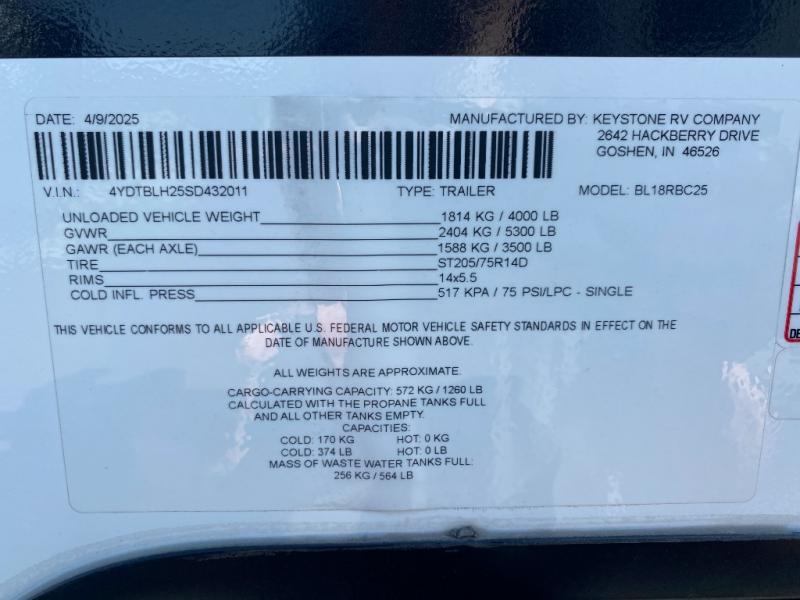 DATE: 4/9/2025 MANUFACTURED BY: KEYSTONE RV COMPANY
2642 HACKBERRY DRIVE
GOSHEN, IN 46526
V.I.N.: 4YDTBLH25SD432011 TYPE: TRAILER MODEL: BL18RBC25
UNLOADED VEHICLE WEIGHT 1814 KG / 4000 LB
GVWR 2404 KG / 5300 LB
GAWR (EACH AXLE) 1588 KG / 3500 LB
TIRE ST205/75R14D
RIMS 14x5.5
COLD INFL. PRESS 517 KPA / 75 PSI/LPC - SINGLE
THIS VEHICLE CONFORMS TO ALL APPLICABLE U.S. FEDERAL MOTOR VEHICLE SAFETY STANDARDS IN EFFECT ON THE
DATE OF MANUFACTURE SHOWN ABOVE.
ALL WEIGHTS ARE APPROXIMATE.
CARGO-CARRYING CAPACITY: 572 KG / 1260 LB
CALCULATED WITH THE PROPANE TANKS FULL
AND ALL OTHER TANKS EMPTY.
CAPACITIES:
COLD: 170 KG HOT: 0 KG
COLD: 374 LB HOT: 0 LB
MASS OF WASTE WATER TANKS FULL:
256 KG / 564 LB